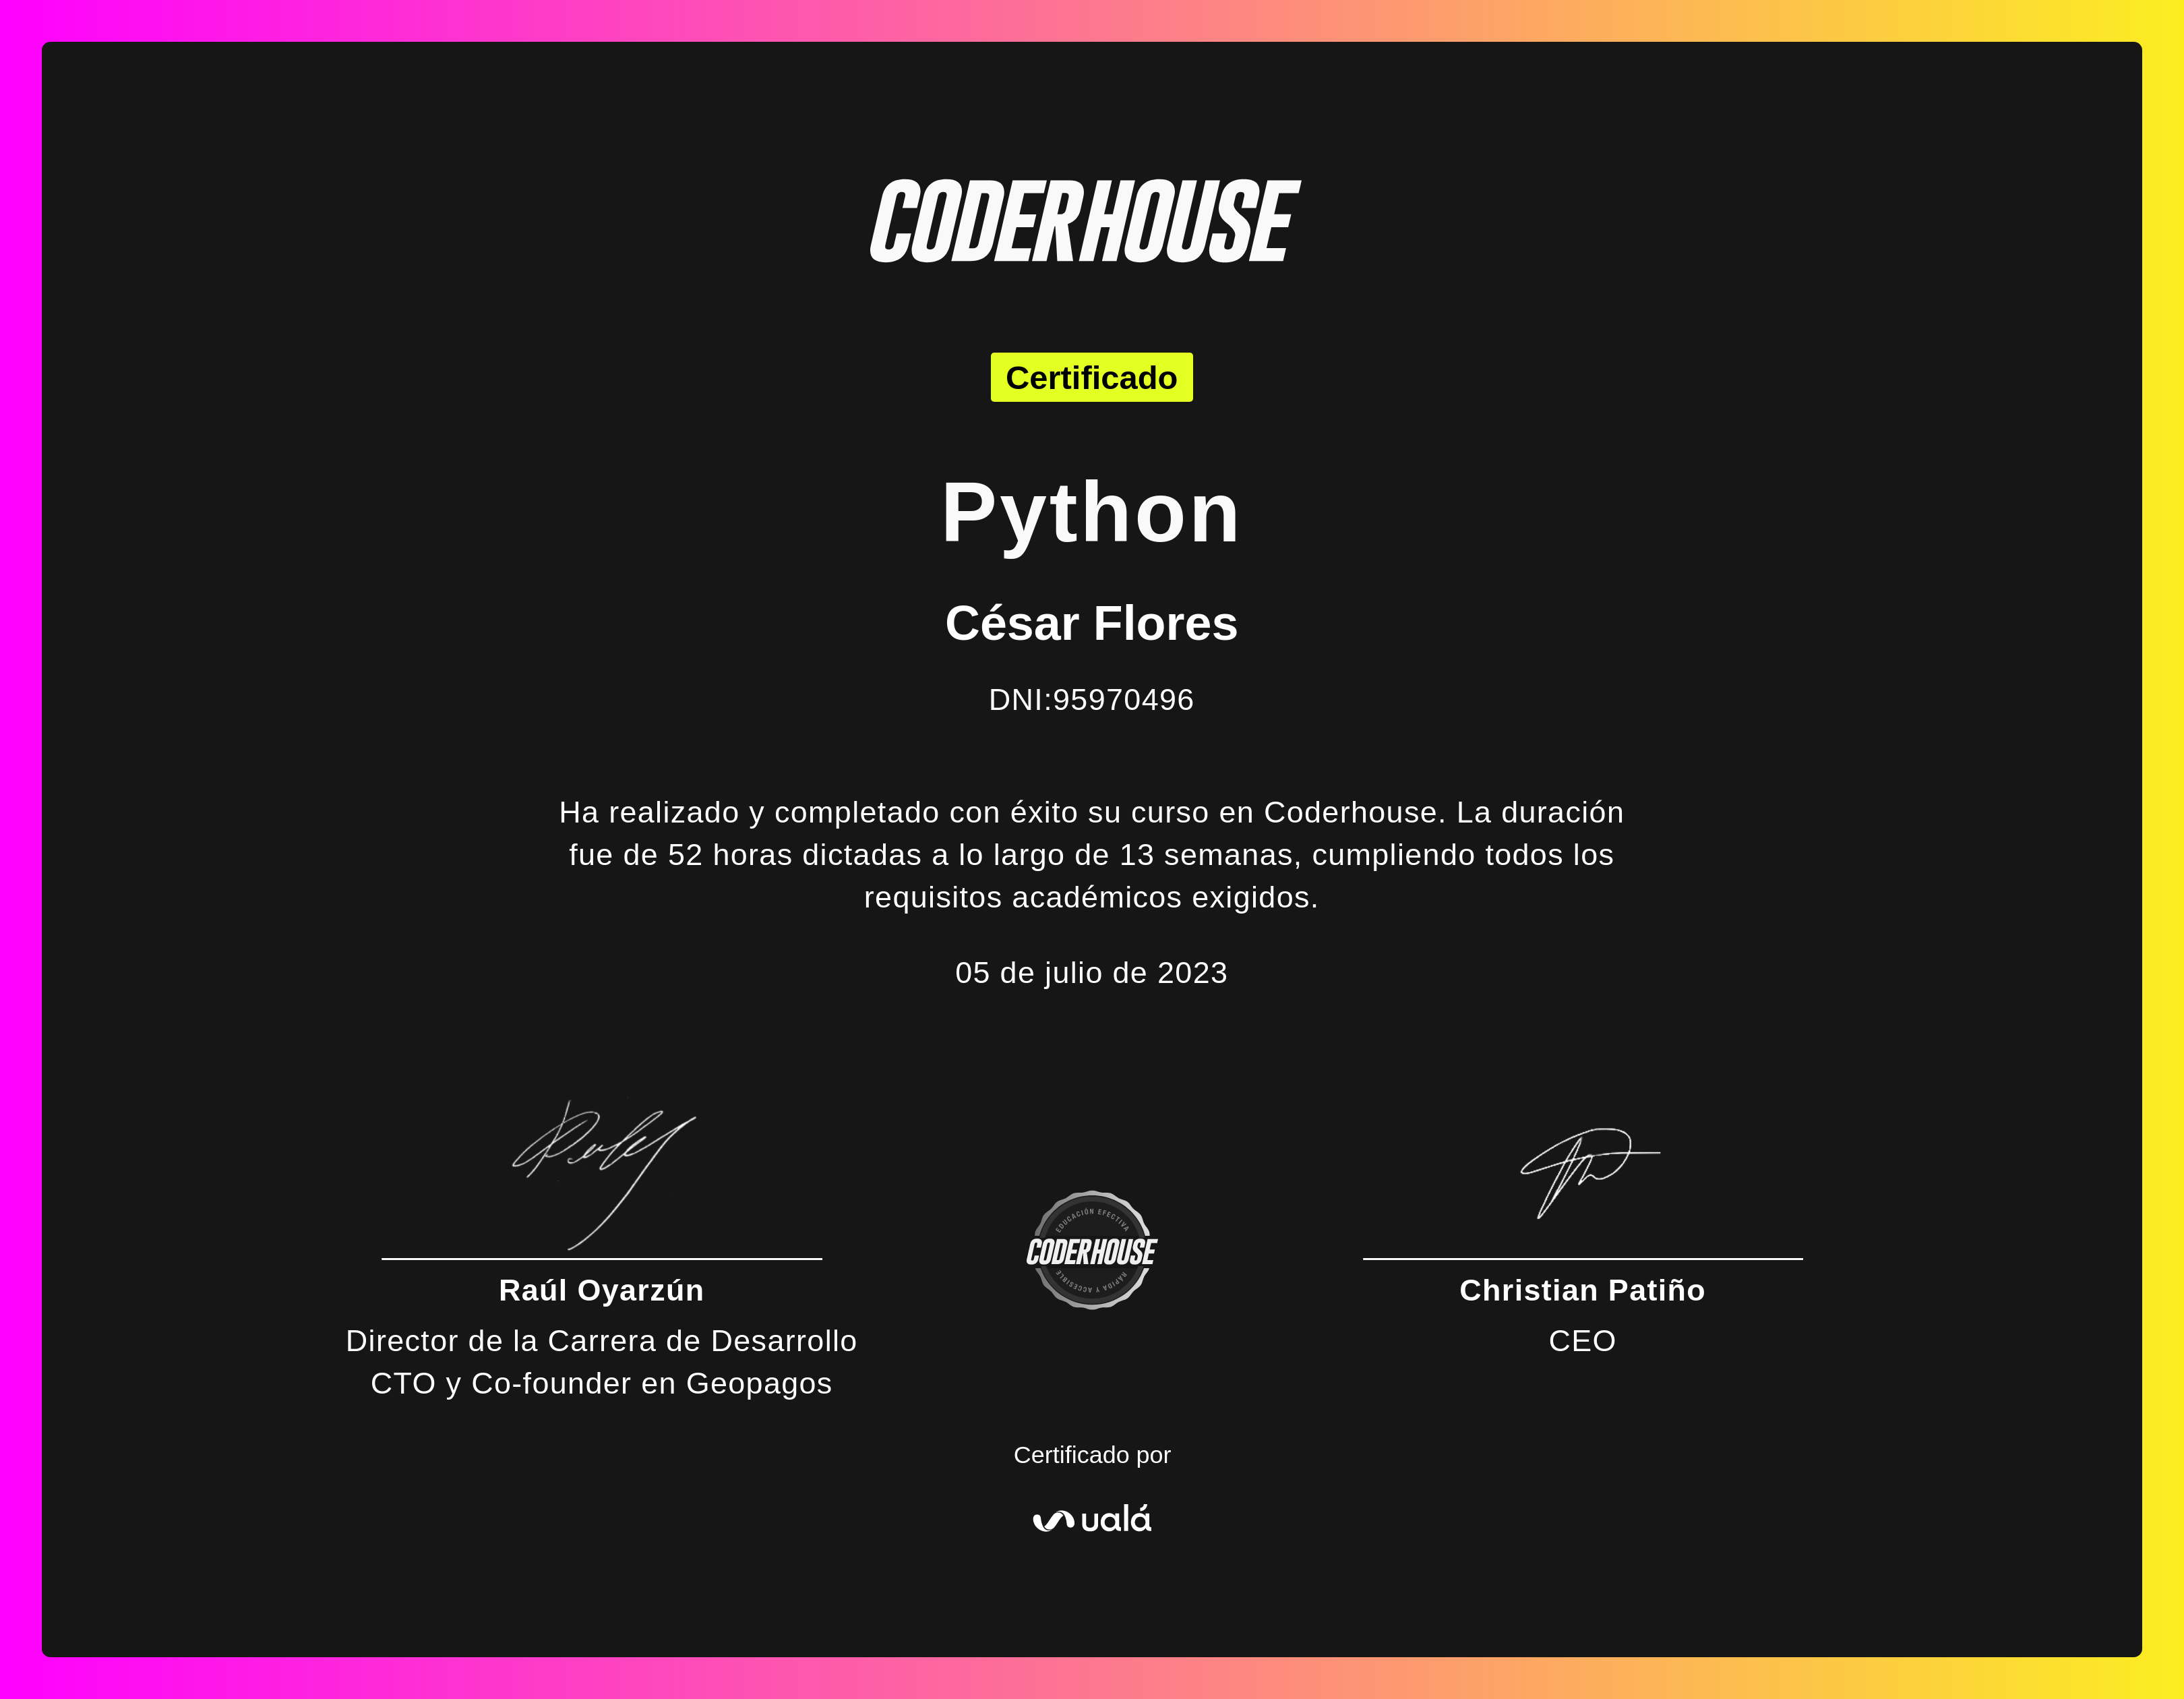 CODERHOUSE
Certificado
Python
César Flores
DNI:95970496
Ha realizado y completado con éxito su curso en Coderhouse. La duración
fue de 52 horas dictadas a lo largo de 13 semanas, cumpliendo todos los
requisitos académicos exigidos.
05 de julio de 2023
EDUCACIÓN EFECTIVA
CODERHOUSE
RÁPIDA Y ACCESIBLE
Raúl Oyarzún
Director de la Carrera de Desarrollo
CTO y Co-founder en Geopagos
Christian Patiño
CEO
Certificado por
ualá